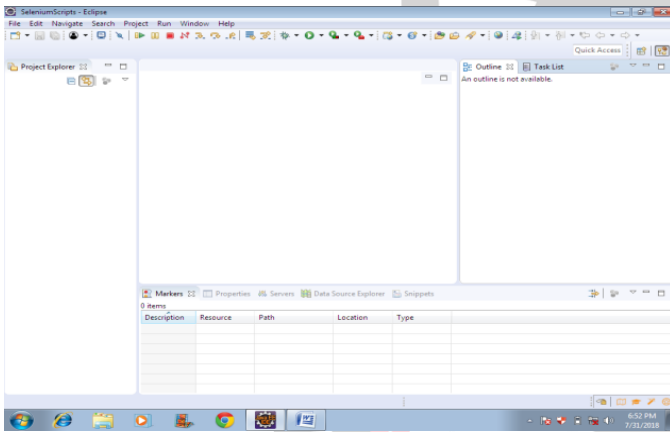 SeleniumScripts - Eclipse
File Edit Navigate Search Project Run Window Help
Quick Access
Project Explorer
Outline Task List
An outline is not available.
Markers Properties Servers Data Source Explorer Snippets
0 items
Description Resource Path Location Type
6:52 PM
7/31/2018